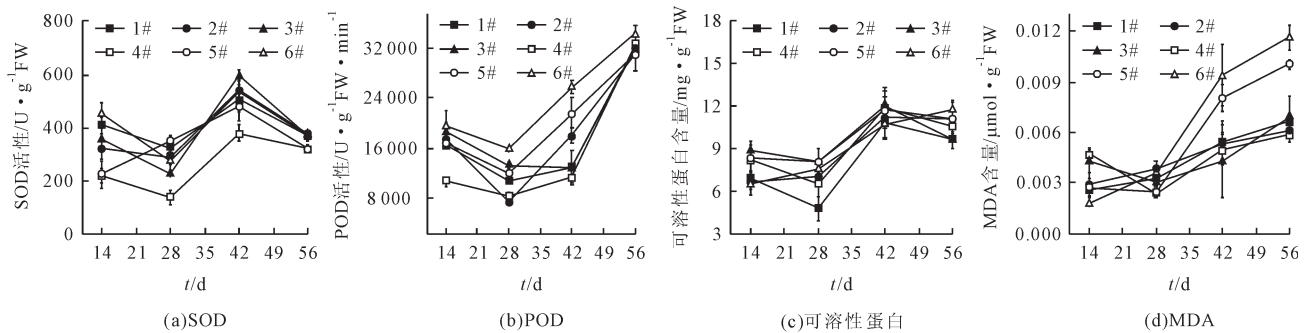 SOD活性/U·g⁻¹FW
800
600
400
200
0
1# 2# 3#
4# 5# 6#
14 21 28 35 42 49 56
t/d
(a)SOD
POD活性/U·g⁻¹FW·min⁻¹
32 000
24 000
16 000
8 000
1# 2#
3# 4#
5# 6#
14 21 28 35 42 49 56
t/d
(b)POD
可溶性蛋白含量/mg·g⁻¹FW
18
15
12
9
6
3
1# 2# 3#
4# 5# 6#
14 21 28 35 42 49 56
t/d
(c)可溶性蛋白
MDA含量/μmol·g⁻¹FW
0.012
0.009
0.006
0.003
0.000
1# 2#
3# 4#
5# 6#
14 21 28 35 42 49 56
t/d
(d)MDA